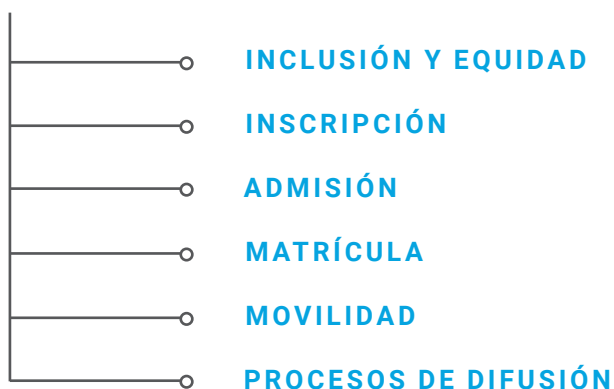 INCLUSIÓN Y EQUIDAD
INSCRIPCIÓN
ADMISIÓN
MATRÍCULA
MOVILIDAD
PROCESOS DE DIFUSIÓN